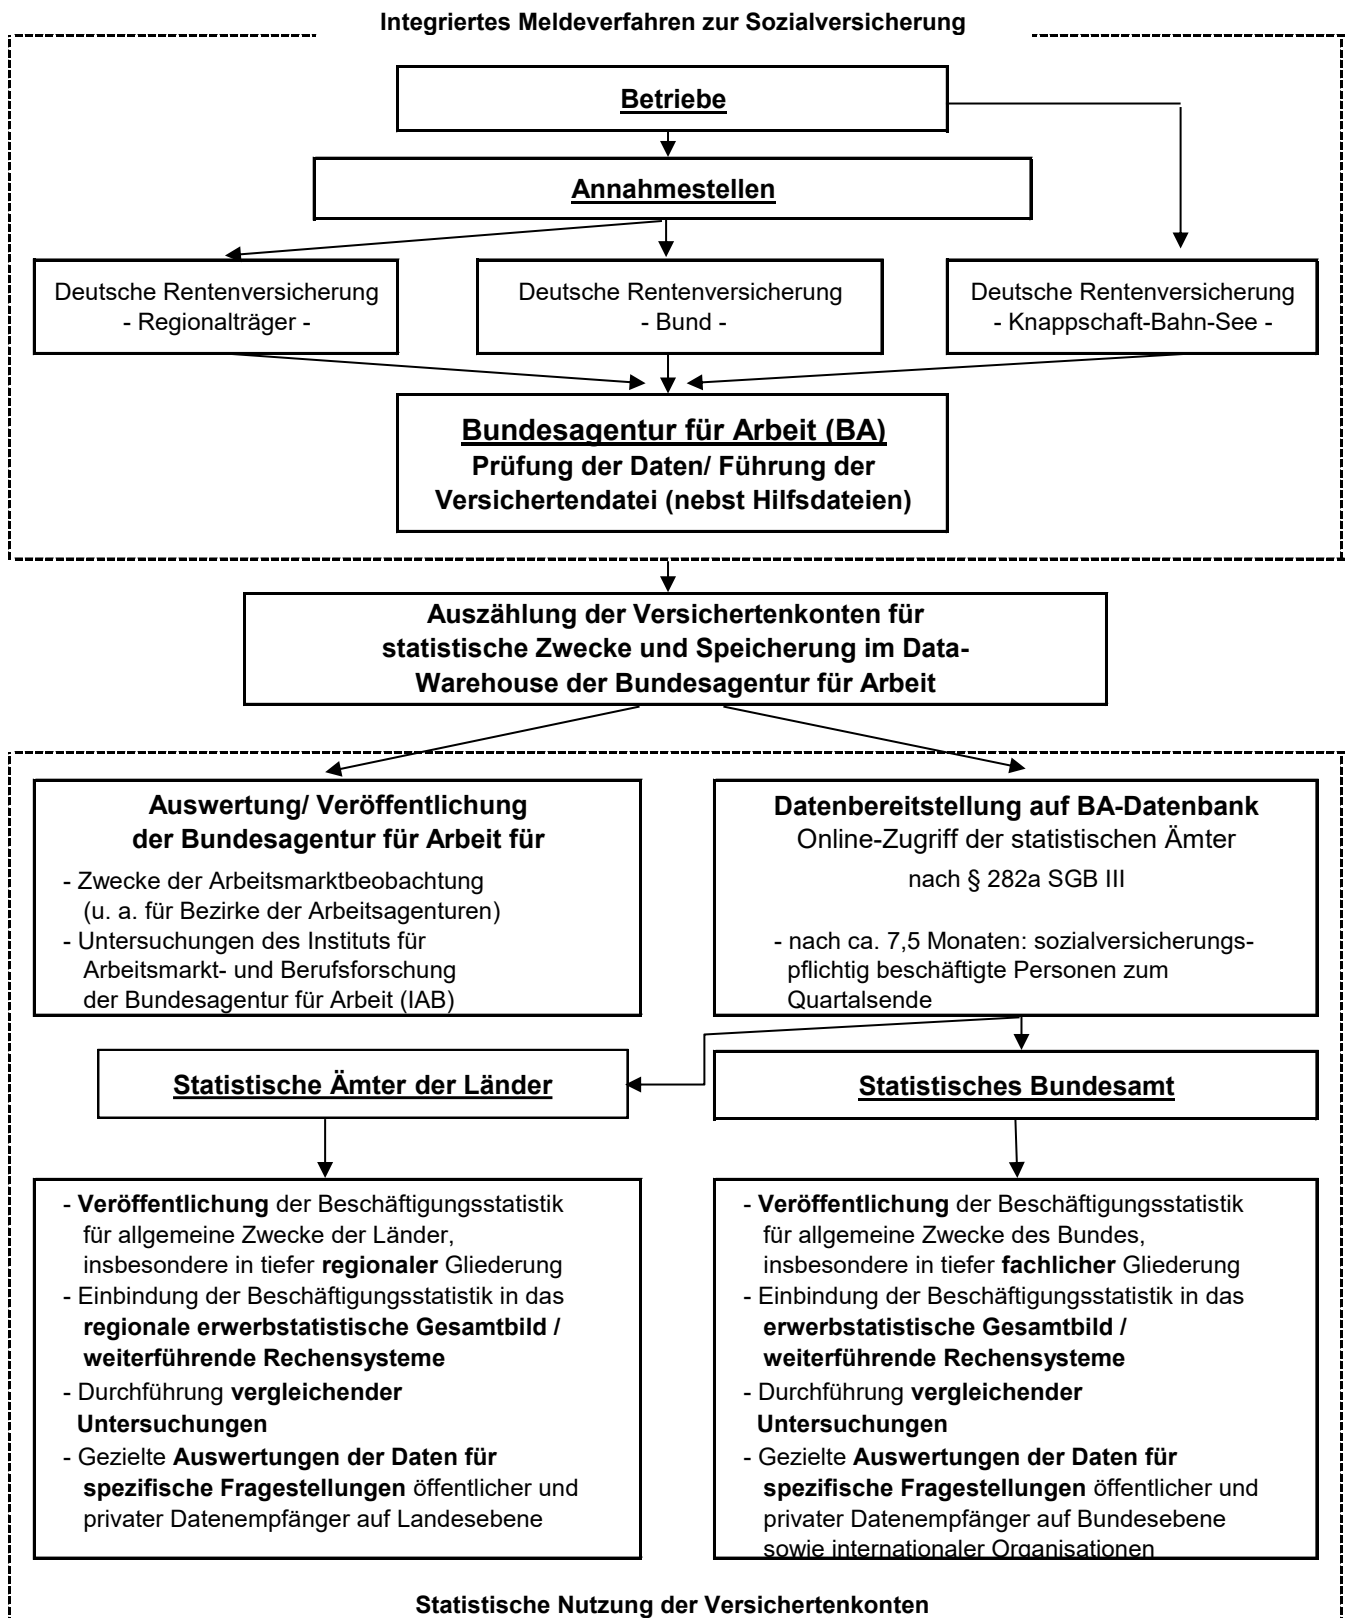 Integriertes Meldeverfahren zur Sozialversicherung
Betriebe
Annahmestellen
Deutsche Rentenversicherung
- Regionalträger -
Deutsche Rentenversicherung
- Bund -
Deutsche Rentenversicherung
- Knappschaft-Bahn-See -
Bundesagentur für Arbeit (BA)
Prüfung der Daten/ Führung der
Versichertendatei (nebst Hilfsdateien)
Auszählung der Versichertenkonten für
statistische Zwecke und Speicherung im Data-
Warehouse der Bundesagentur für Arbeit
Auswertung/ Veröffentlichung
der Bundesagentur für Arbeit für
- Zwecke der Arbeitsmarktbeobachtung
(u. a. für Bezirke der Arbeitsagenturen)
- Untersuchungen des Instituts für
Arbeitsmarkt- und Berufsforschung
der Bundesagentur für Arbeit (IAB)
Datenbereitstellung auf BA-Datenbank
Online-Zugriff der statistischen Ämter
nach § 282a SGB III
- nach ca. 7,5 Monaten: sozialversicherungs-
pflichtig beschäftigte Personen zum
Quartalsende
Statistische Ämter der Länder
Statistisches Bundesamt
- Veröffentlichung der Beschäftigungsstatistik
für allgemeine Zwecke der Länder,
insbesondere in tiefer regionaler Gliederung
- Einbindung der Beschäftigungsstatistik in das
regionale erwerbstatistische Gesamtbild /
weiterführende Rechensysteme
- Durchführung vergleichender
Untersuchungen
- Gezielte Auswertungen der Daten für
spezifische Fragestellungen öffentlicher und
privater Datenempfänger auf Landesebene
- Veröffentlichung der Beschäftigungsstatistik
für allgemeine Zwecke des Bundes,
insbesondere in tiefer fachlicher Gliederung
- Einbindung der Beschäftigungsstatistik in das
erwerbstatistische Gesamtbild /
weiterführende Rechensysteme
- Durchführung vergleichender
Untersuchungen
- Gezielte Auswertungen der Daten für
spezifische Fragestellungen öffentlicher und
privater Datenempfänger auf Bundesebene
sowie internationaler Organisationen
Statistische Nutzung der Versichertenkonten